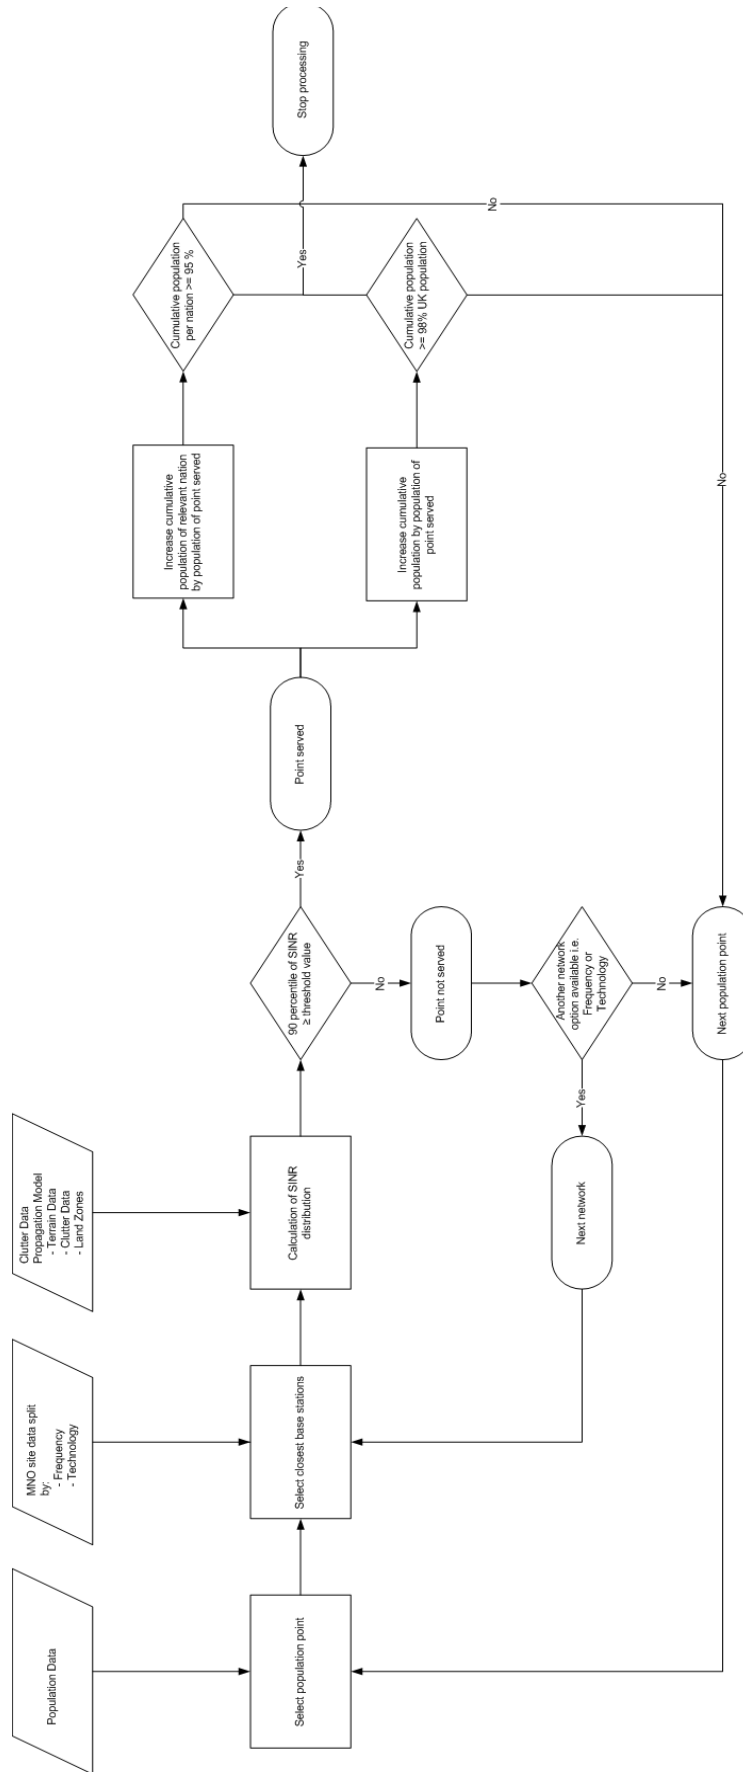 Population Data
MNO site data split
by:
- Frequency
- Technology
Clutter Data
Propagation Model
- Terrain Data
- Clutter Data
- Land Zones
Select population point
Select closest base stations
Calculation of SINR
distribution
90 percentile of SINR
≥ threshold value
Yes
No
Point served
Point not served
Another network
option available i.e.
Frequency or
Technology
Yes
No
Next network
Next population point
Increase cumulative
population of relevant nation
by population of point served
Increase cumulative
population by population of
point served
Cumulative population
per nation >= 95 %
Cumulative population
>= 98% UK population
Yes
No
No
Stop processing